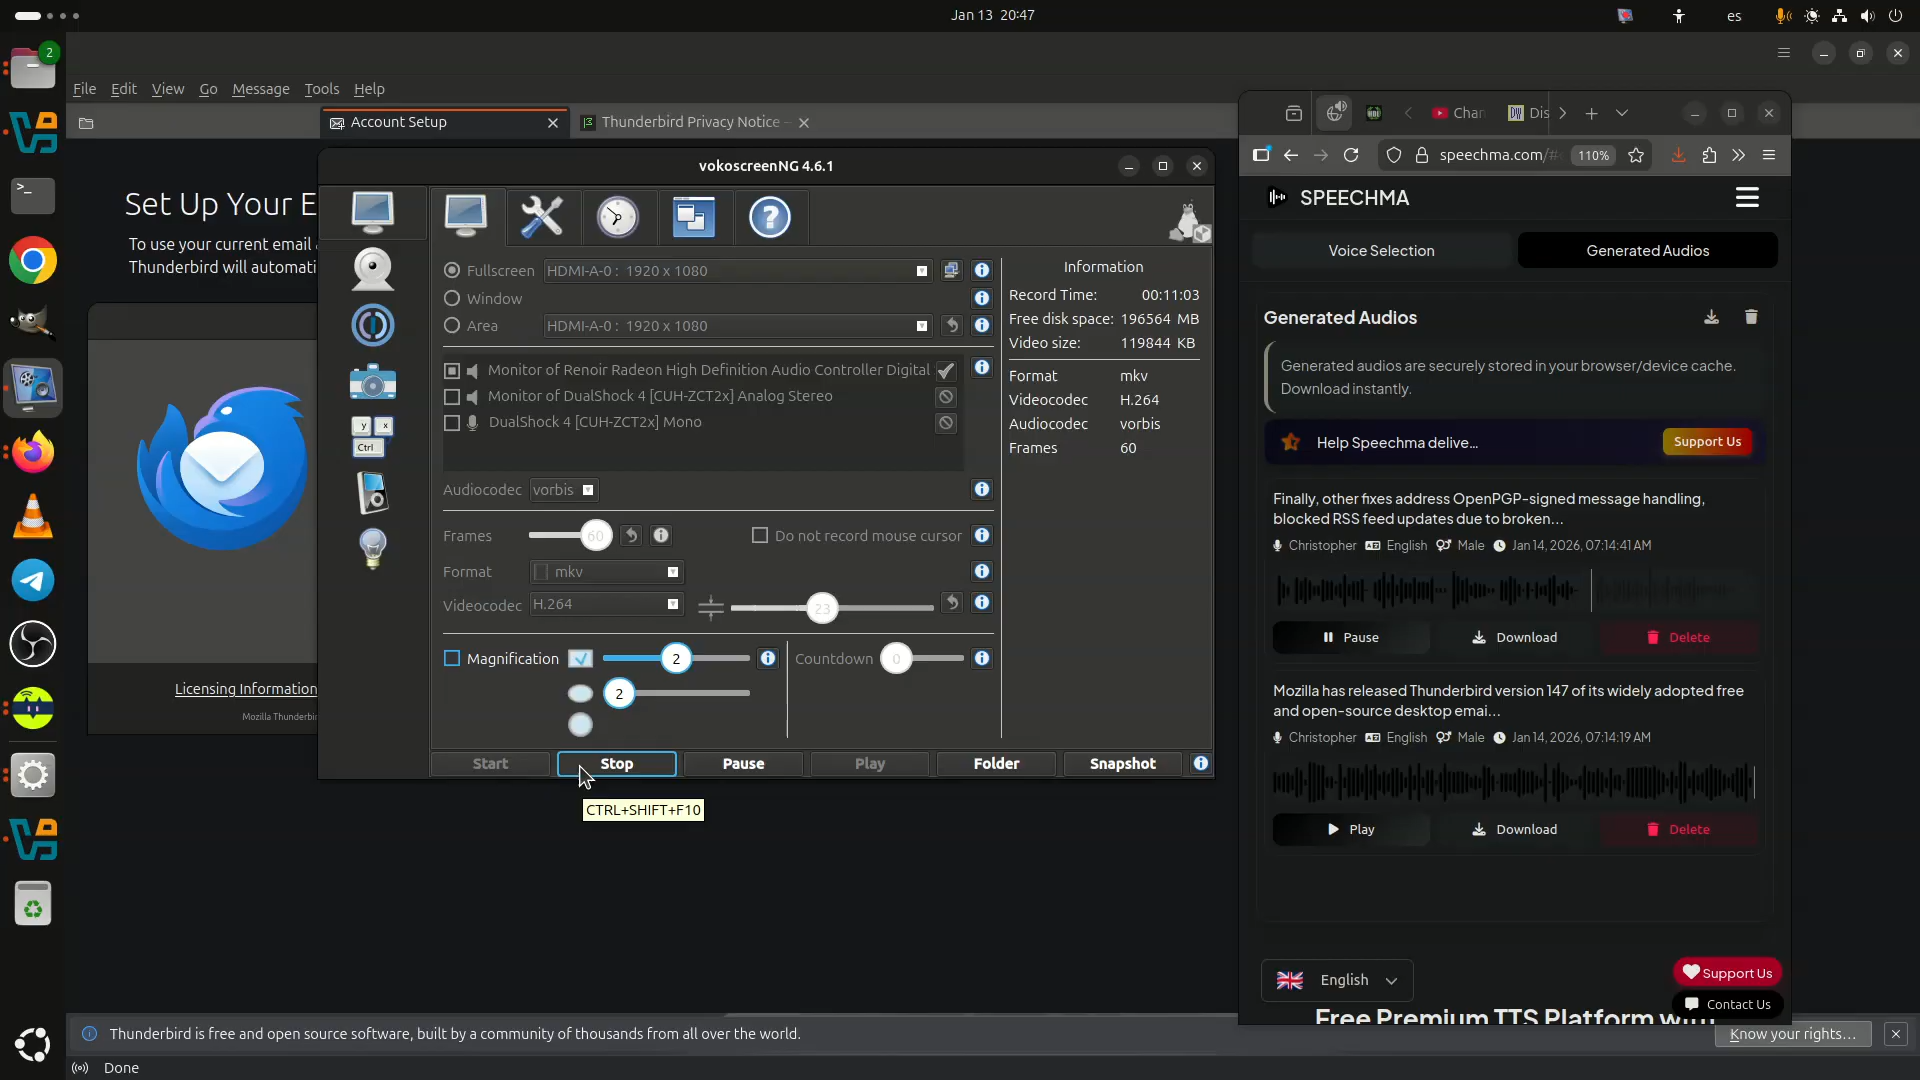 Jan 13 20:47
es
2
File Edit View Go Message Tools Help
Account Setup
Thunderbird Privacy Notice –
Set Up Your E
To use your current email a
Thunderbird will automati
Licensing Information
Mozilla Thunderbir
vokoscreenNG 4.6.1
y x
Ctrl
Fullscreen HDMI-A-0 : 1920 x 1080
Window
Area HDMI-A-0 : 1920 x 1080
Monitor of Renoir Radeon High Definition Audio Controller Digital
Monitor of DualShock 4 [CUH-ZCT2x] Analog Stereo
DualShock 4 [CUH-ZCT2x] Mono
Audiocodec vorbis
Frames 60
Do not record mouse cursor
Format mkv
Videocodec H.264 23
Magnification 2
Countdown 0
2
Information
Record Time: 00:11:03
Free disk space: 196564 MB
Video size: 119844 KB
Format mkv
Videocodec H.264
Audiocodec vorbis
Frames 60
Start Stop Pause Play Folder Snapshot
CTRL+SHIFT+F10
Chan
DW Dis
speechma.com/#
110%
SPEECHMA
Voice Selection
Generated Audios
Generated Audios
Generated audios are securely stored in your browser/device cache.
Download instantly.
Help Speechma delive...
Support Us
Finally, other fixes address OpenPGP-signed message handling,
blocked RSS feed updates due to broken...
Christopher English Male Jan 14, 2026, 07:14:41 AM
Pause Download Delete
Mozilla has released Thunderbird version 147 of its widely adopted free
and open-source desktop emai...
Christopher English Male Jan 14, 2026, 07:14:19 AM
Play Download Delete
English
Support Us
Contact Us
Free Premium TTS Platform with
Thunderbird is free and open source software, built by a community of thousands from all over the world.
Know your rights...
Done